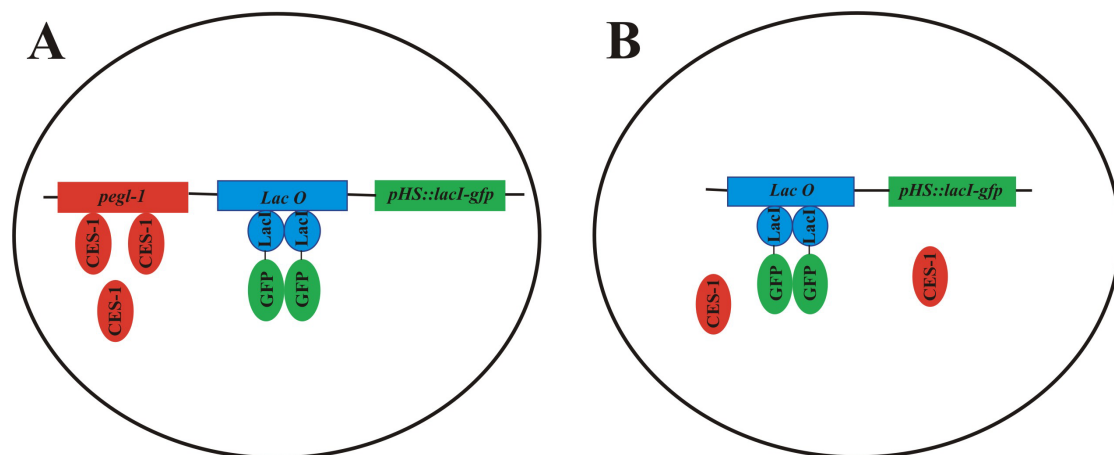 A
pegl-1
Lac O
pHS::lacI-gfp
CES-1
CES-1
LacI
LacI
CES-1
GFP
GFP
B
Lac O
pHS::lacI-gfp
LacI
LacI
CES-1
GFP
GFP
CES-1